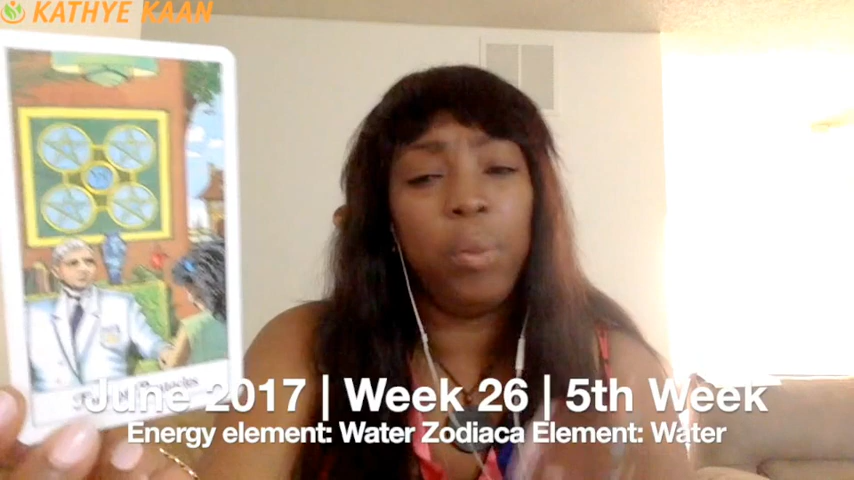 KATHYE KAAN
June 2017 | Week 26 | 5th Week
Energy element: Water Zodiaca Element: Water